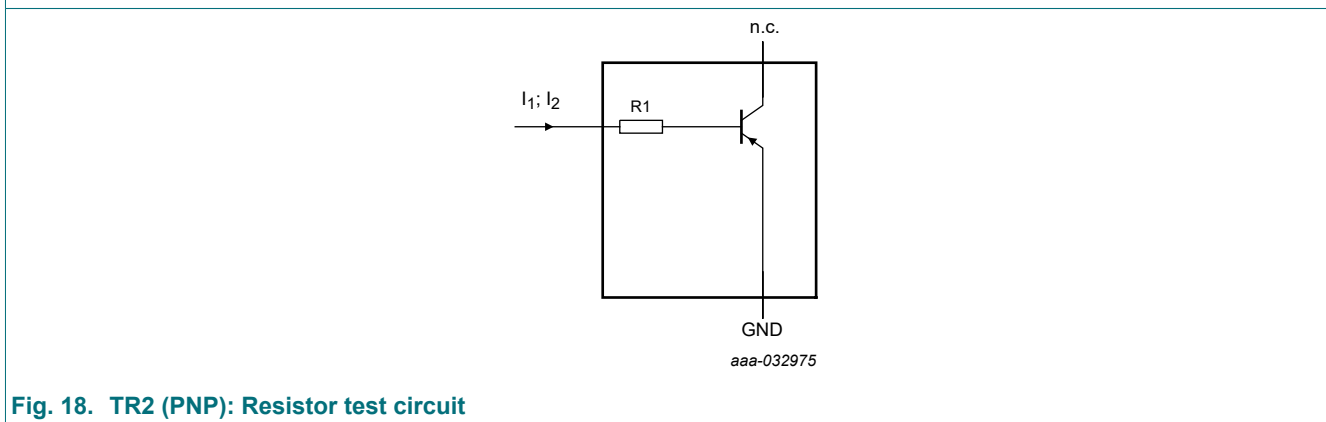 n.c.
I1; I2
R1
GND
aaa-032975
Fig. 18. TR2 (PNP): Resistor test circuit